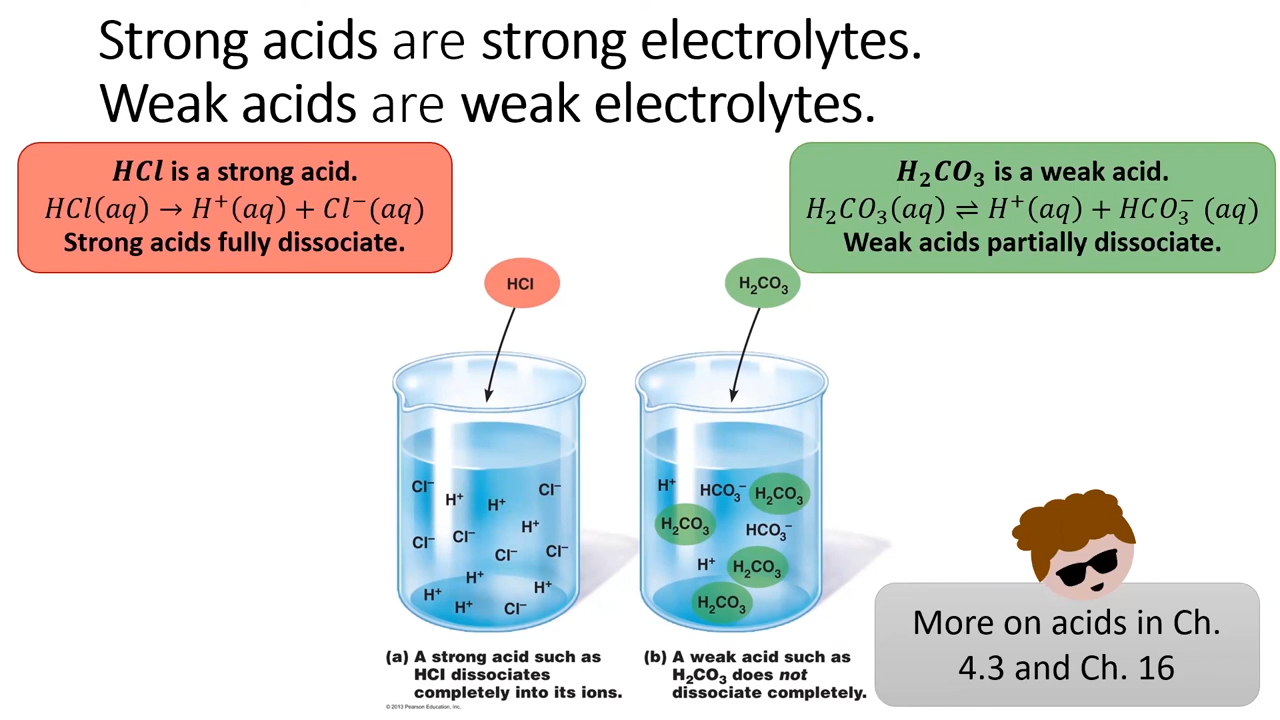 Strong acids are strong electrolytes.
Weak acids are weak electrolytes.
HCl is a strong acid.
HCl(aq) → H⁺(aq) + Cl⁻(aq)
Strong acids fully dissociate.
H₂CO₃ is a weak acid.
H₂CO₃(aq) ⇌ H⁺(aq) + HCO₃⁻ (aq)
Weak acids partially dissociate.
HCl
H₂CO₃
Cl⁻
H⁺
H⁺
Cl⁻
H⁺
Cl⁻
Cl⁻
Cl⁻
Cl⁻
H⁺
H⁺
H⁺
H⁺
Cl⁻
H⁺
HCO₃⁻
H₂CO₃
H₂CO₃
HCO₃⁻
H⁺
H₂CO₃
H₂CO₃
(a) A strong acid such as
HCl dissociates
completely into its ions.
© 2013 Pearson Education, Inc.
(b) A weak acid such as
H₂CO₃ does not
dissociate completely.
More on acids in Ch.
4.3 and Ch. 16